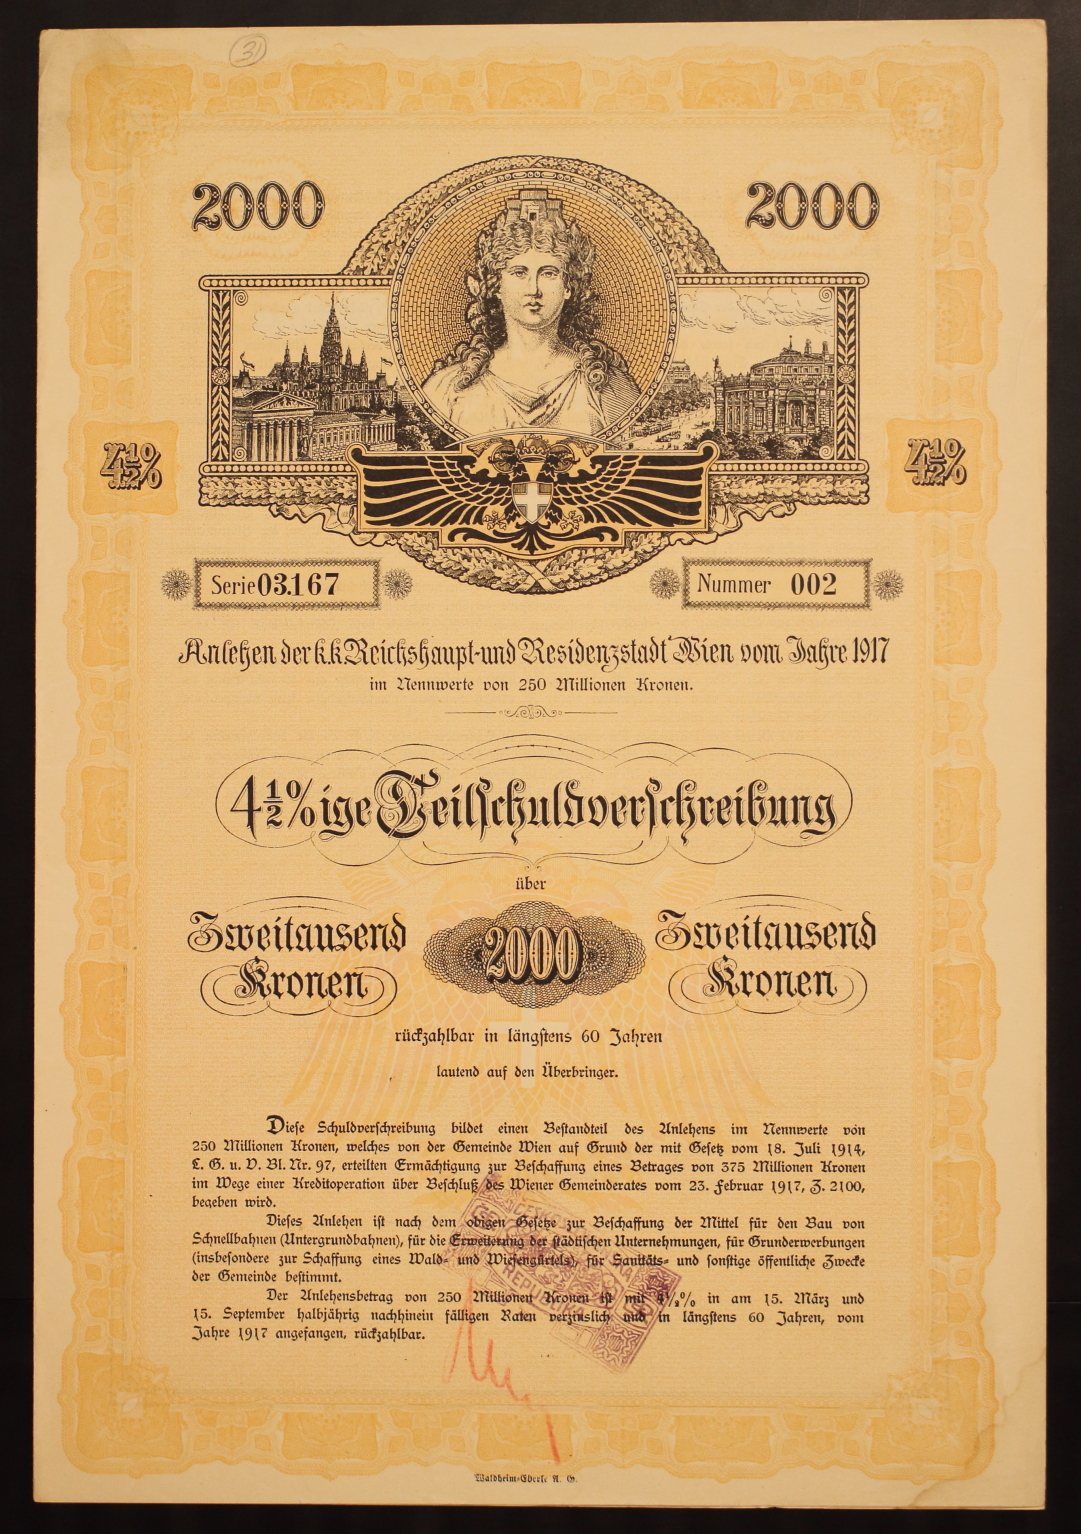 31
2000 2000
4½% 4½%
Serie 03.167 Nummer 002
Anlehen der k.k. Reichshaupt- und Residenzstadt Wien vom Jahre 1917
im Nennwerte von 250 Millionen Kronen.
4½%ige Teilschuldverschreibung
über
Zweitausend 2000 Zweitausend
Kronen Kronen
rückzahlbar in längstens 60 Jahren
lautend auf den Überbringer.
Diese Schuldverschreibung bildet einen Bestandteil des Anlehens im Nennwerte von
250 Millionen Kronen, welches von der Gemeinde Wien auf Grund der mit Gesetz vom 18. Juli 1914,
L. G. u. V. Bl. Nr. 97, erteilten Ermächtigung zur Beschaffung eines Betrages von 375 Millionen Kronen
im Wege einer Kreditoperation über Beschluß des Wiener Gemeinderates vom 23. Februar 1917, Z. 2100,
begeben wird.
Dieses Anlehen ist nach dem obigen Gesetze zur Beschaffung der Mittel für den Bau von
Schnellbahnen (Untergrundbahnen), für die Erweiterung der städtischen Unternehmungen, für Grunderwerbungen
(insbesondere zur Schaffung eines Wald- und Wiesengürtels), für Sanitäts- und sonstige öffentliche Zwecke
der Gemeinde bestimmt.
Der Anlehensbetrag von 250 Millionen Kronen ist mit 4½% in am 15. März und
15. September halbjährig nachhinein fälligen Raten verzinslich und in längstens 60 Jahren, vom
Jahre 1917 angefangen, rückzahlbar.
REPUBLIKA
Waldheim-Eberle A. G.